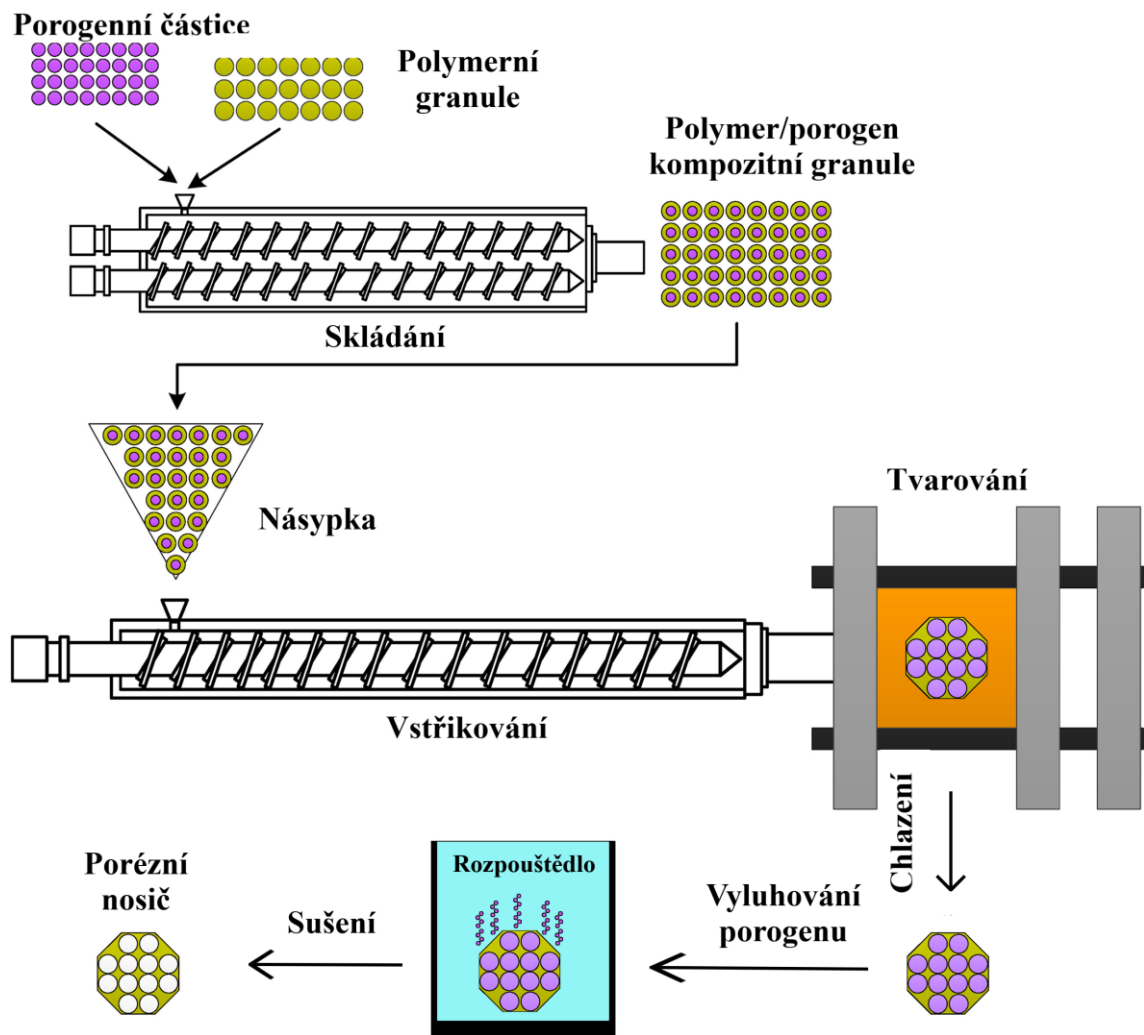 Porogenní částice
Polymerní
granule
Polymer/porogen
kompozitní granule
Skládání
Násypka
Tvarování
Vstřikování
Chlazení
Porézní
nosič
Sušení
Rozpouštědlo
Vyluhování
porogenu